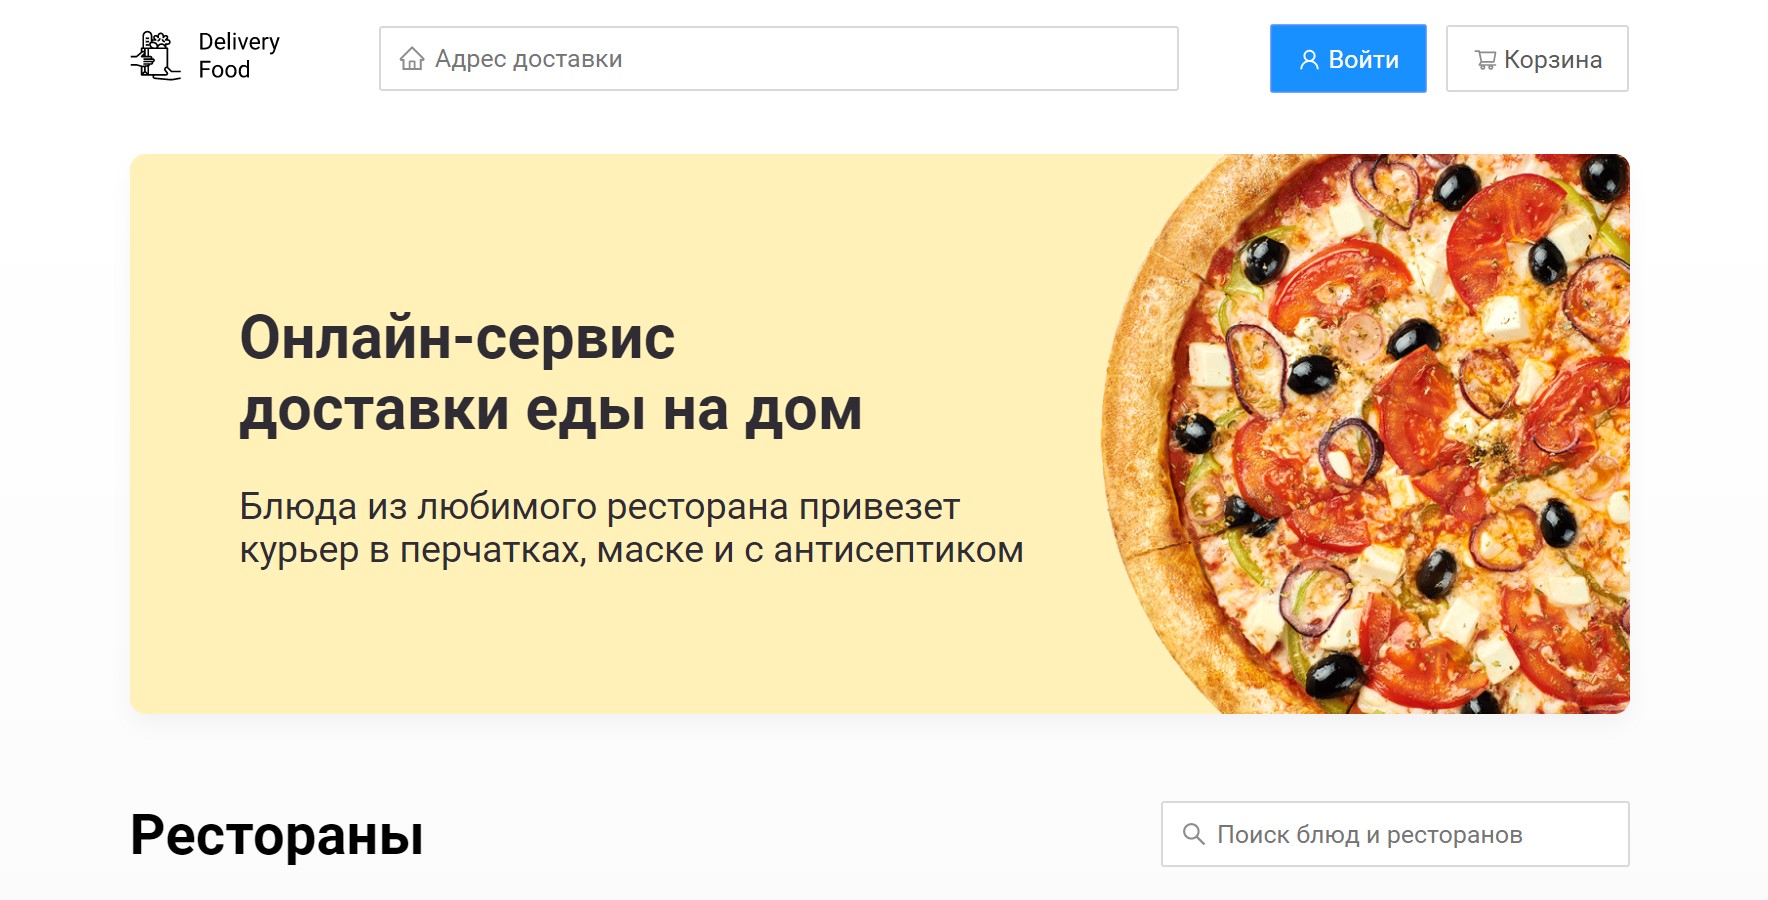 Delivery
Food
Адрес доставки
Войти
Корзина
Онлайн-сервис
доставки еды на дом
Блюда из любимого ресторана привезет
курьер в перчатках, маске и с антисептиком
Рестораны
Поиск блюд и ресторанов